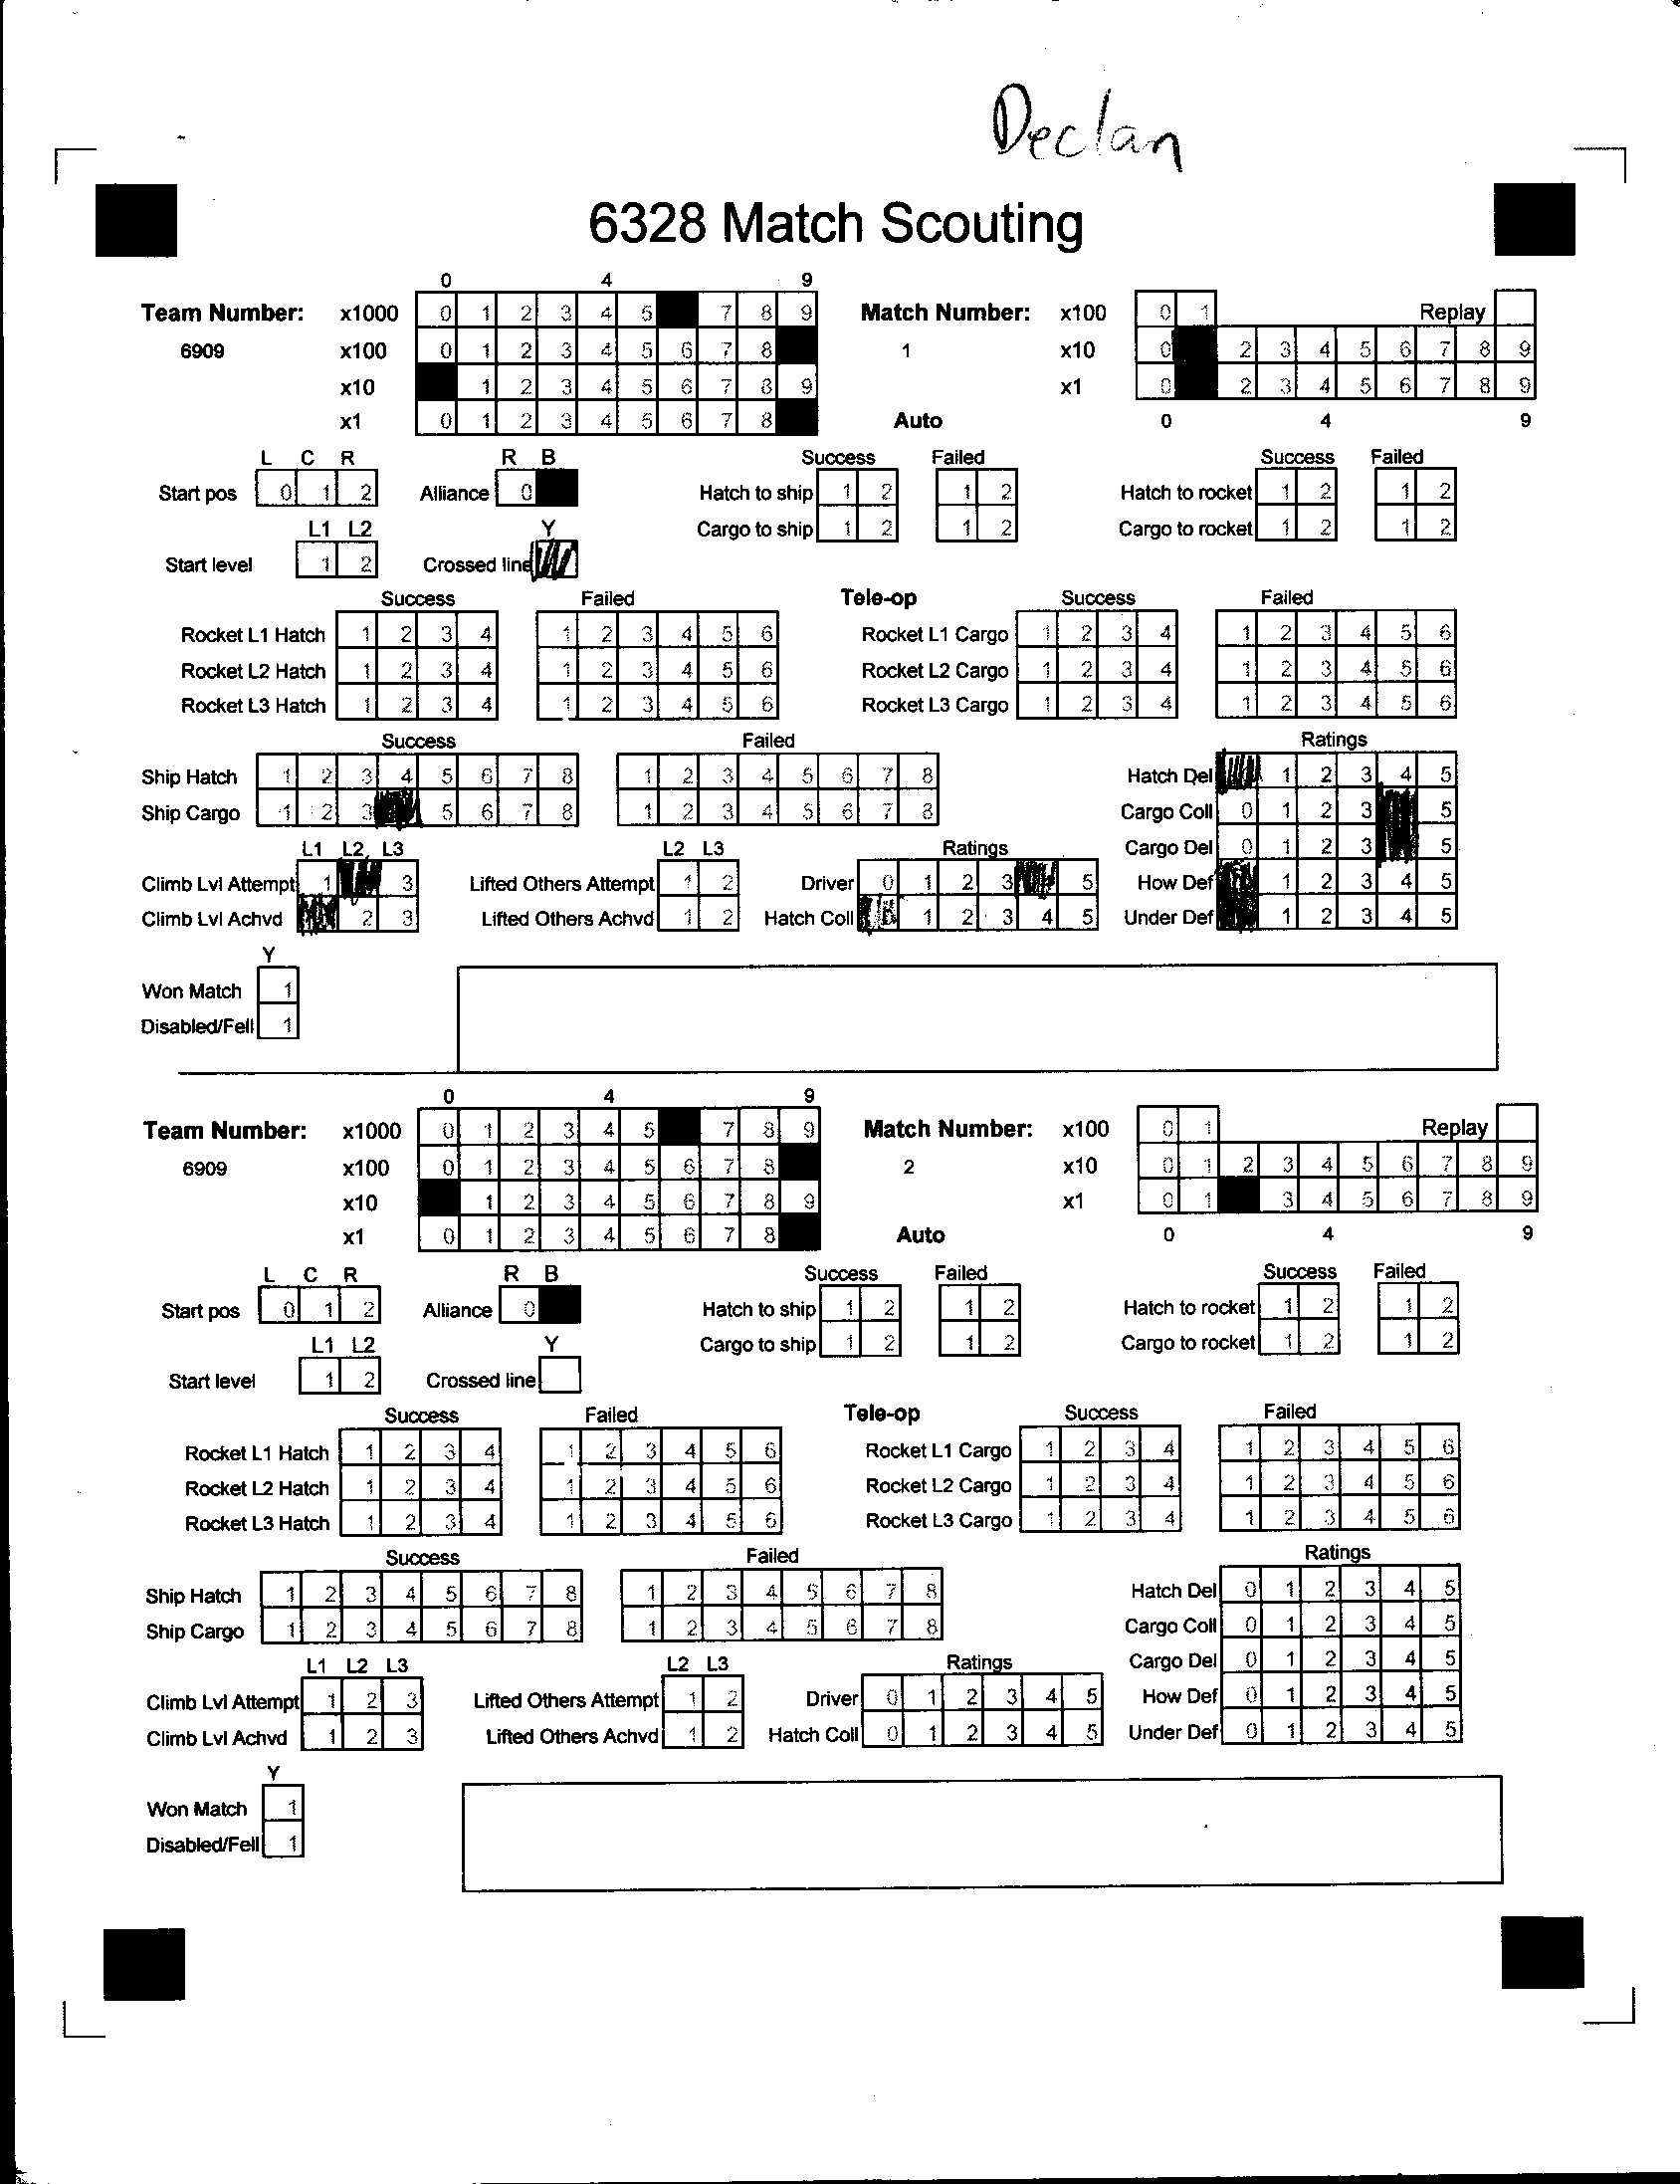 Declan
6328 Match Scouting
0 4 9
Team Number: x1000 0 1 2 3 4 5 7 8 9 Match Number: x100 0 1 Replay
6909 x100 0 1 2 3 4 5 6 7 8 1 x10 0 2 3 4 5 6 7 8 9
x10 1 2 3 4 5 6 7 8 9 x1 0 2 3 4 5 6 7 8 9
x1 0 1 2 3 4 5 6 7 8 Auto 0 4 9
L C R R B Success Failed Success Failed
Start pos 0 1 2 Alliance 0 Hatch to ship 1 2 1 2 Hatch to rocket 1 2 1 2
L1 L2 Y Cargo to ship 1 2 1 2 Cargo to rocket 1 2 1 2
Start level 1 2 Crossed line
Success Failed Tele-op Success Failed
Rocket L1 Hatch 1 2 3 4 1 2 3 4 5 6 Rocket L1 Cargo 1 2 3 4 1 2 3 4 5 6
Rocket L2 Hatch 1 2 3 4 1 2 3 4 5 6 Rocket L2 Cargo 1 2 3 4 1 2 3 4 5 6
Rocket L3 Hatch 1 2 3 4 1 2 3 4 5 6 Rocket L3 Cargo 1 2 3 4 1 2 3 4 5 6
Success Failed Ratings
Ship Hatch 1 2 3 4 5 6 7 8 1 2 3 4 5 6 7 8 Hatch Del 1 2 3 4 5
Ship Cargo 1 2 3 5 6 7 8 1 2 3 4 5 6 7 8 Cargo Coll 0 1 2 3 5
L1 L2 L3 L2 L3 Ratings Cargo Del 0 1 2 3 5
Climb Lvl Attempt 1 3 Lifted Others Attempt 1 2 Driver 0 1 2 3 5 How Def 1 2 3 4 5
Climb Lvl Achvd 2 3 Lifted Others Achvd 1 2 Hatch Coll 1 2 3 4 5 Under Def 1 2 3 4 5
Y
Won Match 1
Disabled/Fell 1
0 4 9
Team Number: x1000 0 1 2 3 4 5 7 8 9 Match Number: x100 0 1 Replay
6909 x100 0 1 2 3 4 5 6 7 8 2 x10 0 1 2 3 4 5 6 7 8 9
x10 1 2 3 4 5 6 7 8 9 x1 0 1 3 4 5 6 7 8 9
x1 0 1 2 3 4 5 6 7 8 Auto 0 4 9
L C R R B Success Failed Success Failed
Start pos 0 1 2 Alliance 0 Hatch to ship 1 2 1 2 Hatch to rocket 1 2 1 2
L1 L2 Y Cargo to ship 1 2 1 2 Cargo to rocket 1 2 1 2
Start level 1 2 Crossed line
Success Failed Tele-op Success Failed
Rocket L1 Hatch 1 2 3 4 1 2 3 4 5 6 Rocket L1 Cargo 1 2 3 4 1 2 3 4 5 6
Rocket L2 Hatch 1 2 3 4 1 2 3 4 5 6 Rocket L2 Cargo 1 2 3 4 1 2 3 4 5 6
Rocket L3 Hatch 1 2 3 4 1 2 3 4 5 6 Rocket L3 Cargo 1 2 3 4 1 2 3 4 5 6
Success Failed Ratings
Ship Hatch 1 2 3 4 5 6 7 8 1 2 3 4 5 6 7 8 Hatch Del 0 1 2 3 4 5
Ship Cargo 1 2 3 4 5 6 7 8 1 2 3 4 5 6 7 8 Cargo Coll 0 1 2 3 4 5
L1 L2 L3 L2 L3 Ratings Cargo Del 0 1 2 3 4 5
Climb Lvl Attempt 1 2 3 Lifted Others Attempt 1 2 Driver 0 1 2 3 4 5 How Def 0 1 2 3 4 5
Climb Lvl Achvd 1 2 3 Lifted Others Achvd 1 2 Hatch Coll 0 1 2 3 4 5 Under Def 0 1 2 3 4 5
Y
Won Match 1
Disabled/Fell 1